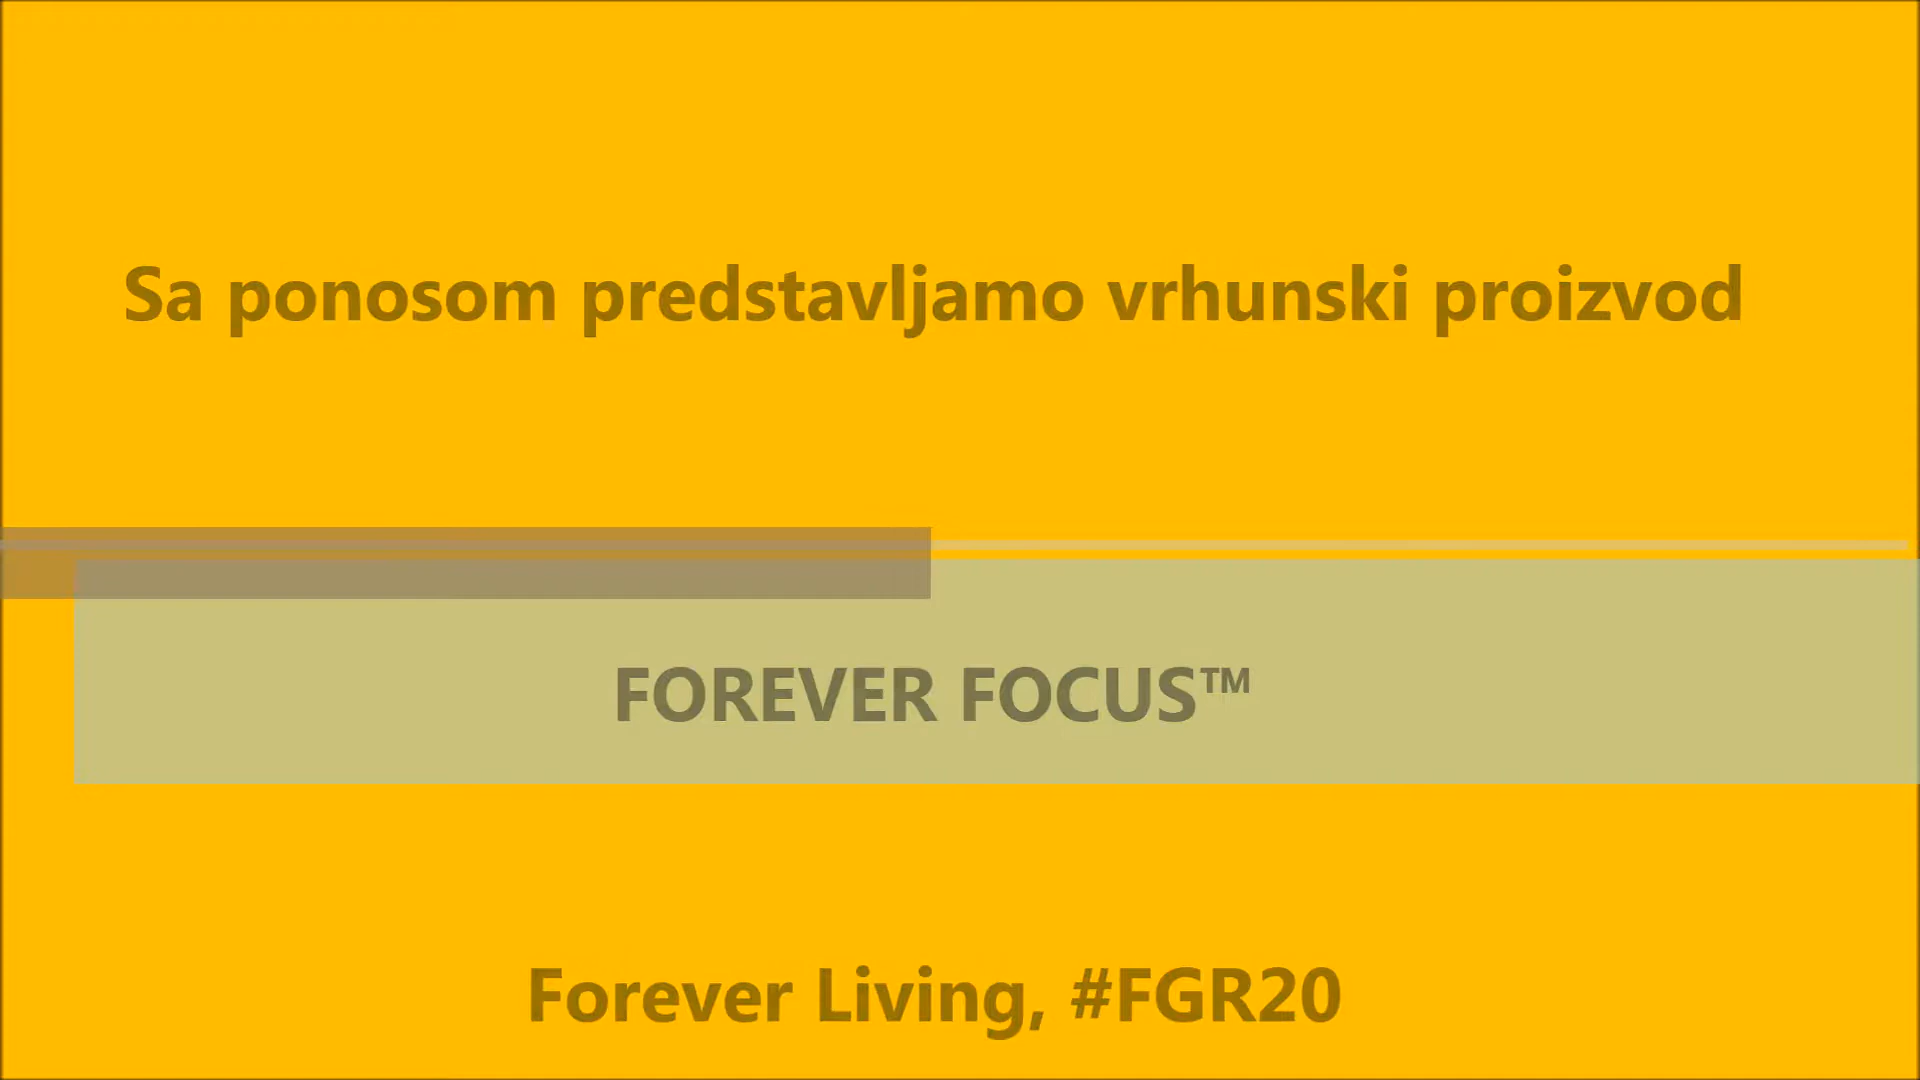 Sa ponosom predstavljamo vrhunski proizvod
FOREVER FOCUS™
Forever Living, #FGR20